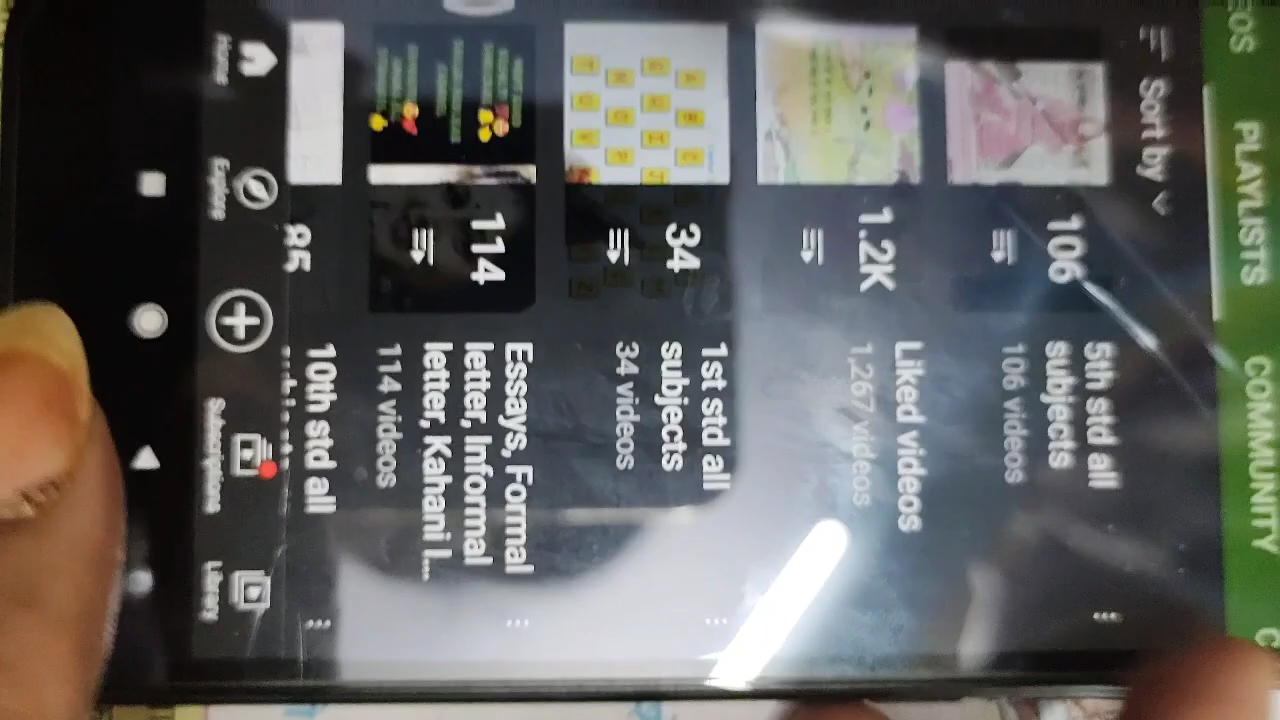 EOS PLAYLISTS COMMUNITY C
Sort by
106
5th std all
subjects
106 videos
1.2K
Liked videos
1,267 videos
34
1st std all
subjects
34 videos
114
Essays, Formal
letter, Informal
letter, Kahani l...
114 videos
85
10th std all
Home
Explore
Subscriptions
Library